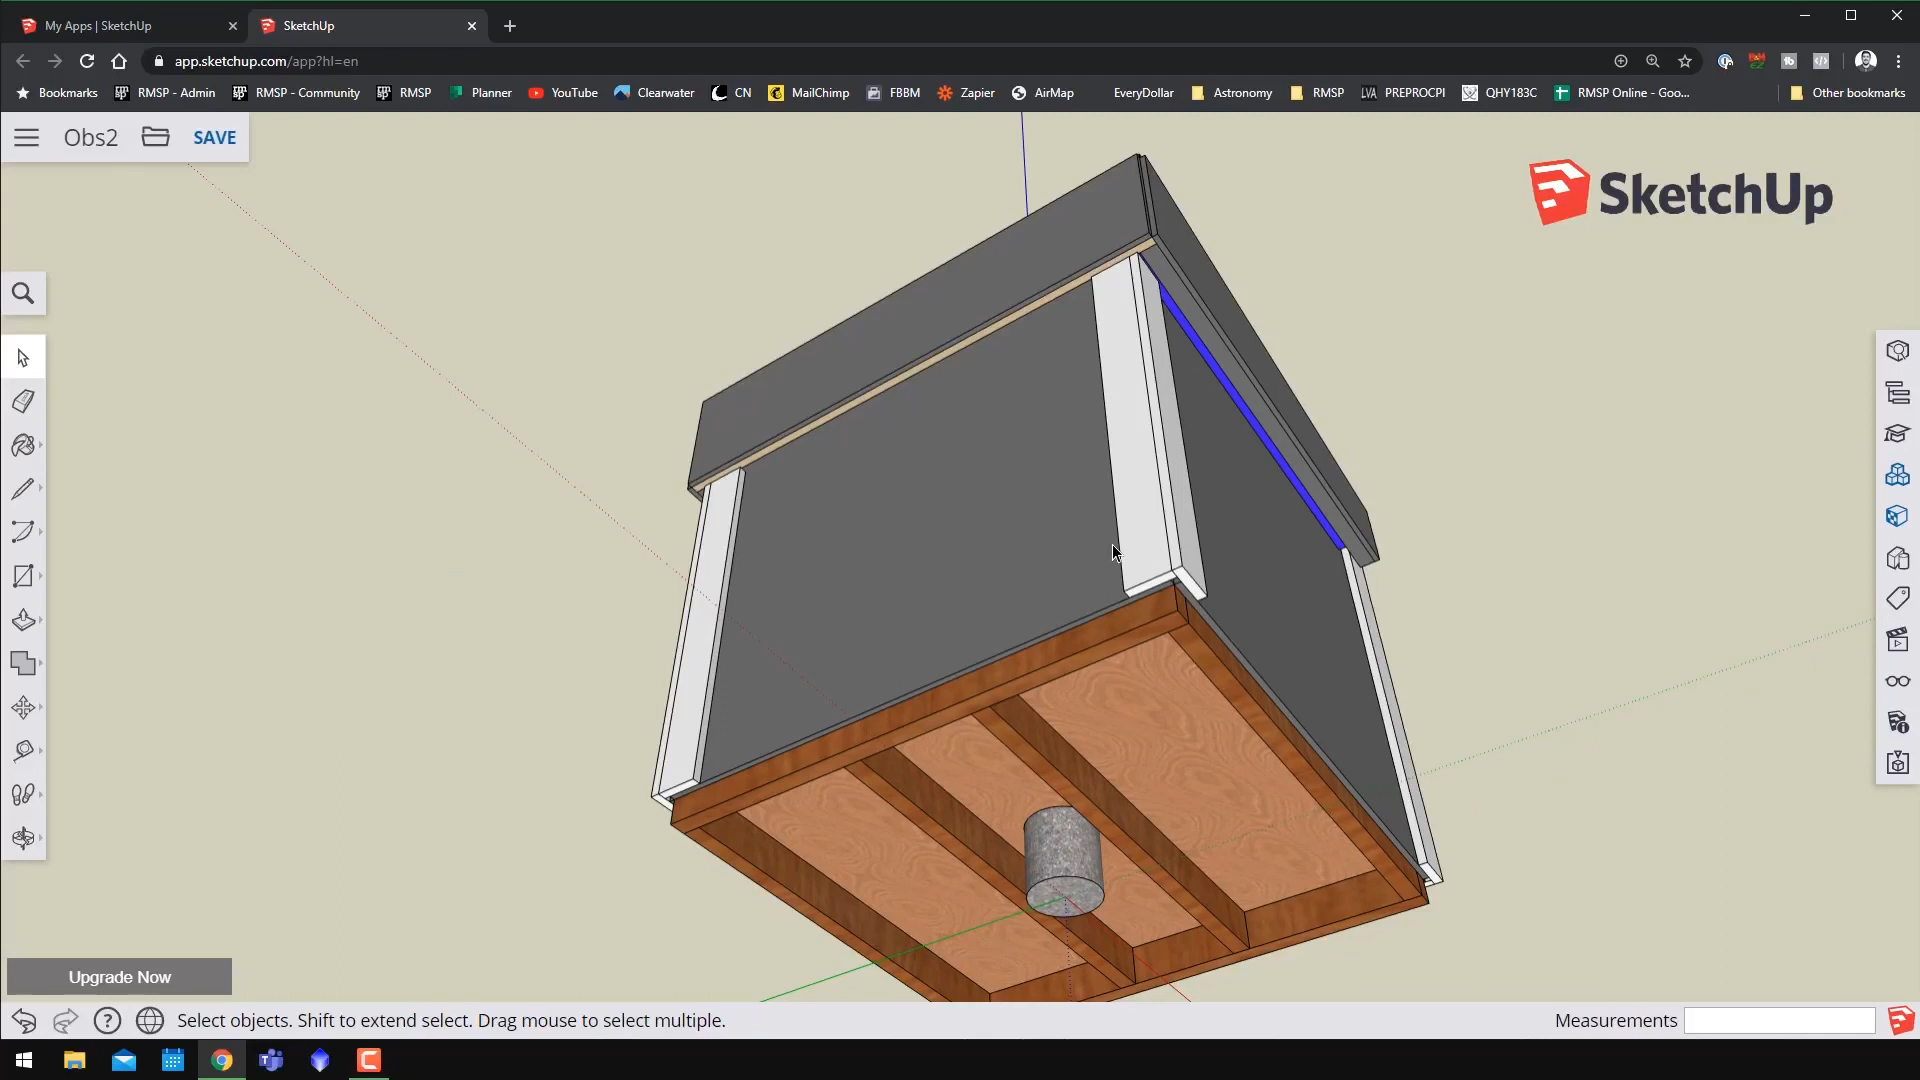 My Apps | SketchUp
SketchUp
app.sketchup.com/app?hl=en
Bookmarks RMSP - Admin RMSP - Community RMSP Planner YouTube Clearwater CN MailChimp FBBM Zapier AirMap EveryDollar Astronomy RMSP LVA PREPROCPI QHY183C RMSP Online - Goo... Other bookmarks
Obs2 SAVE
SketchUp
Upgrade Now
Select objects. Shift to extend select. Drag mouse to select multiple.
Measurements